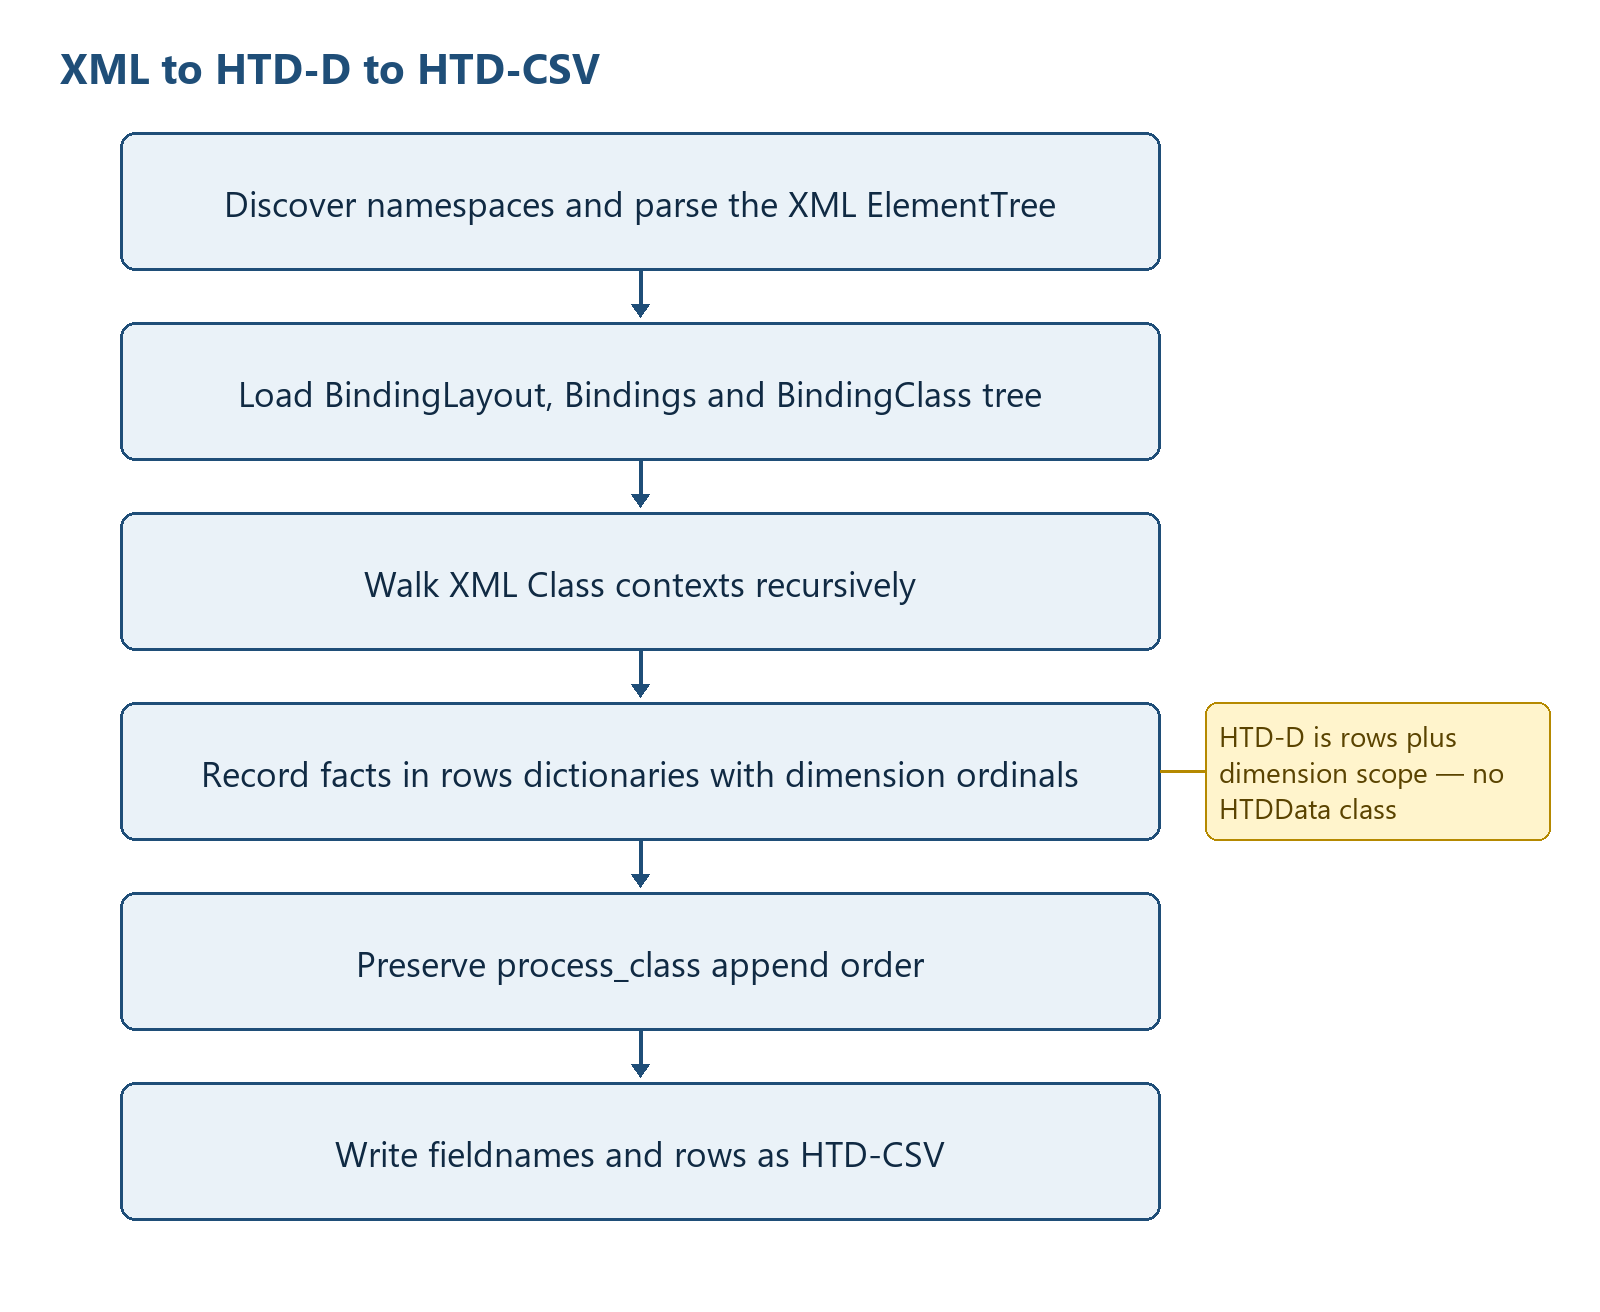 XML to HTD-D to HTD-CSV
Discover namespaces and parse the XML ElementTree
Load BindingLayout, Bindings and BindingClass tree
Walk XML Class contexts recursively
Record facts in rows dictionaries with dimension ordinals
HTD-D is rows plus
dimension scope — no
HTDData class
Preserve process_class append order
Write fieldnames and rows as HTD-CSV